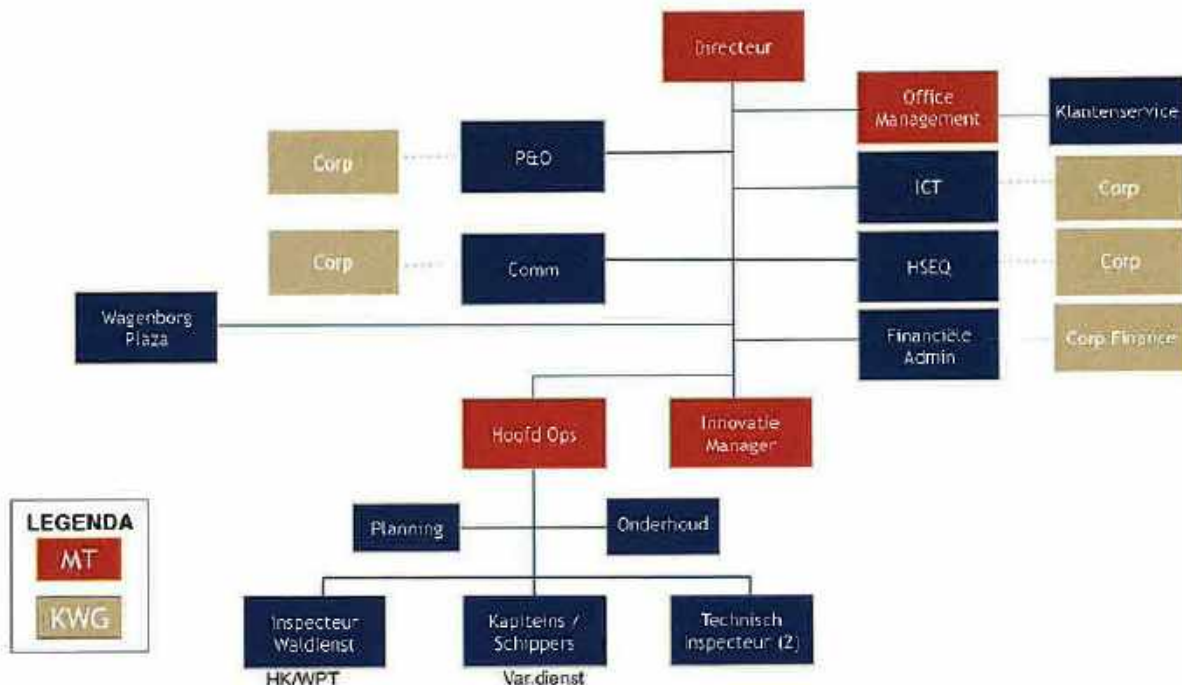 Directeur
Office
Management
Klantenservice
Corp
P&O
ICT
Corp
Corp
Comm
HSEQ
Corp
Wagenborg
Plaza
Financiële
Admin
Corp Finance
Hoofd Ops
Innovatie
Manager
LEGENDA
MT
KWG
Planning
Onderhoud
Inspecteur
Waldienst
HK/WPT
Kapiteins /
Schippers
Var.dienst
Technisch
Inspecteur (2)